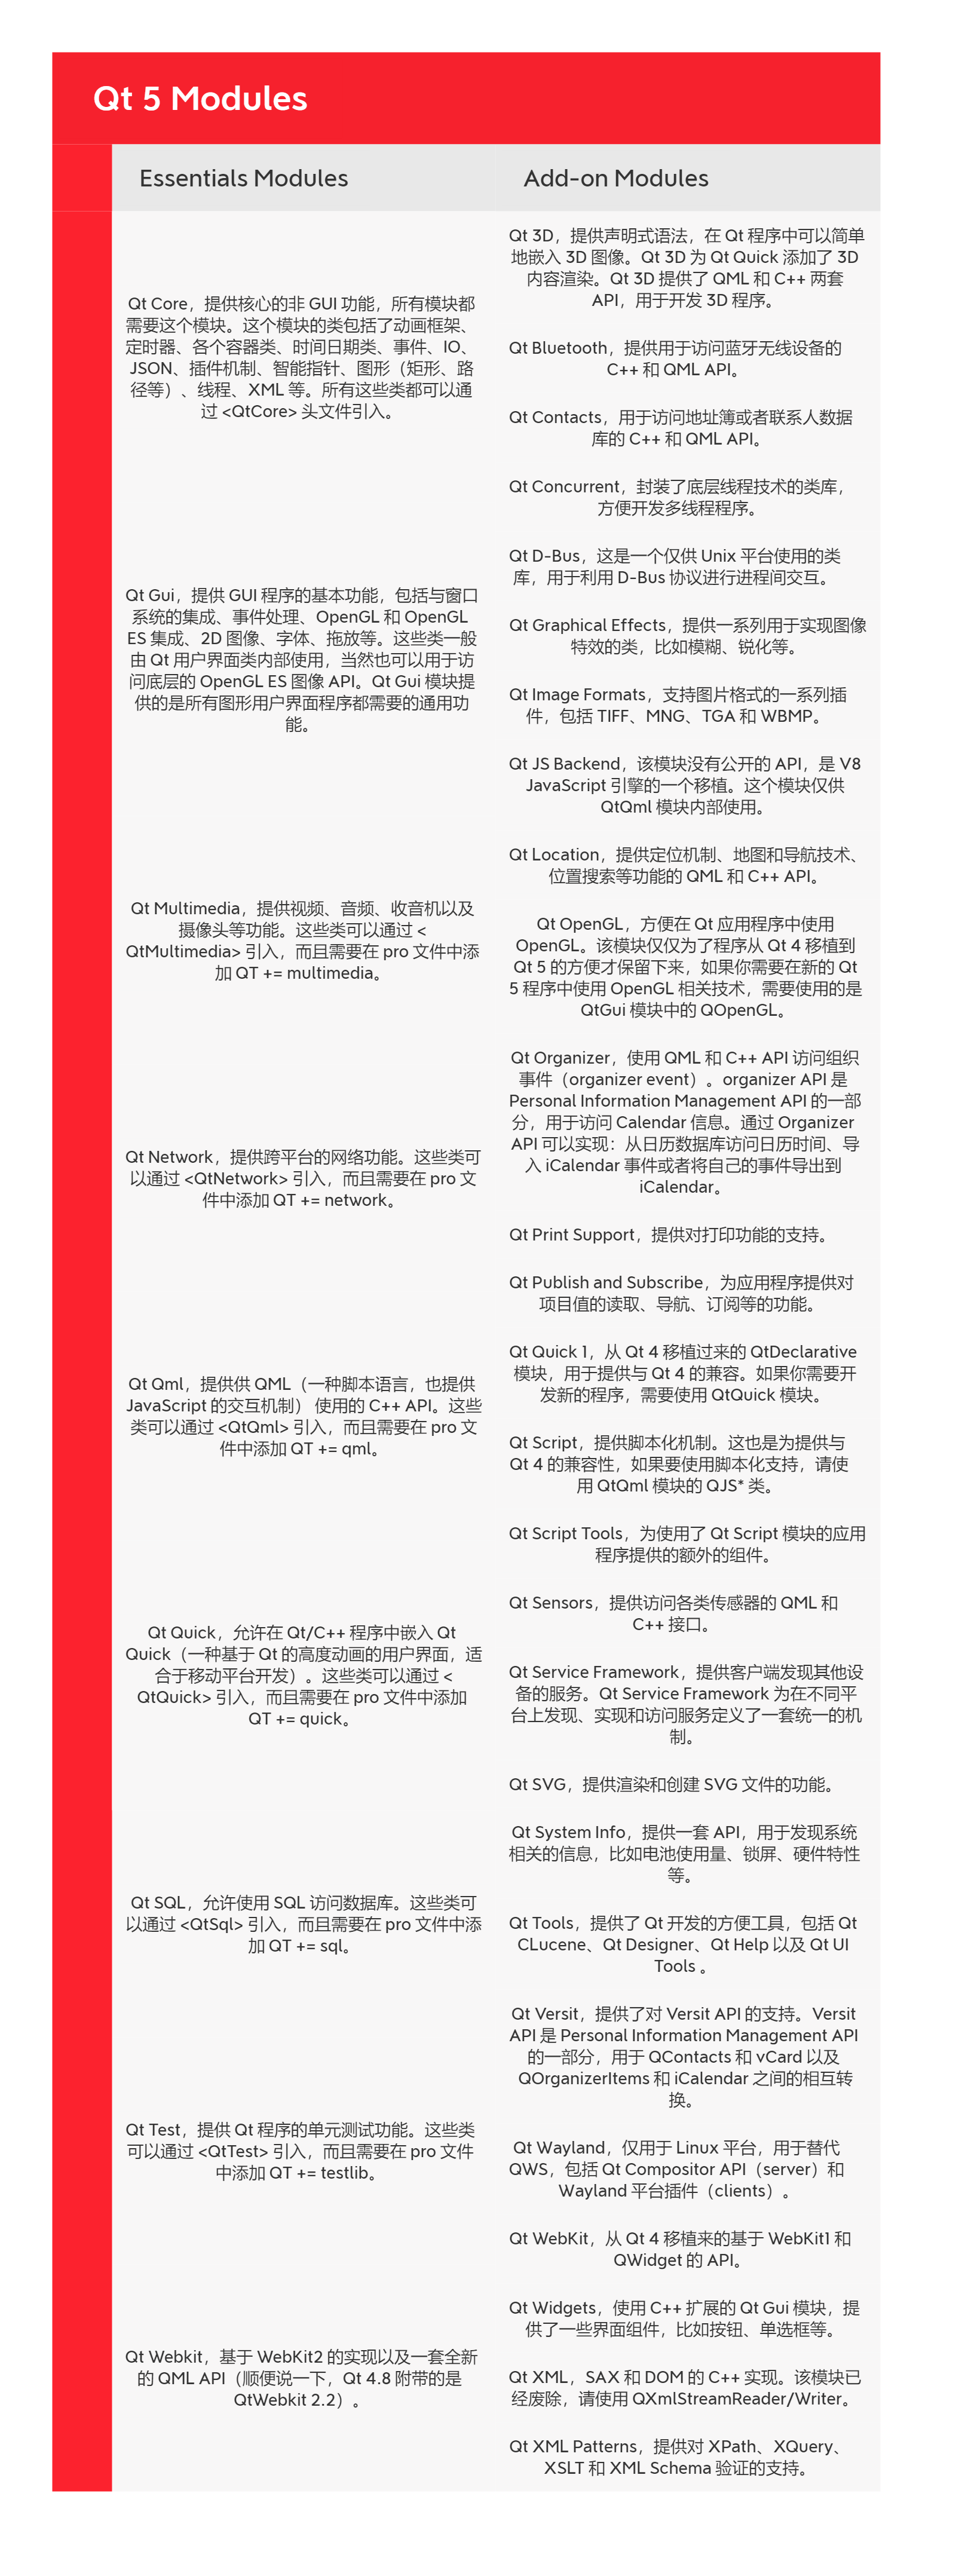 Qt 5 Modules
Essentials Modules
Add-on Modules
Qt Core，提供核心的非 GUI 功能，所有模块都
需要这个模块。这个模块的类包括了动画框架、
定时器、各个容器类、时间日期类、事件、IO、
JSON、插件机制、智能指针、图形（矩形、路
径等）、线程、XML 等。所有这些类都可以通
过 <QtCore> 头文件引入。
Qt Gui，提供 GUI 程序的基本功能，包括与窗口
系统的集成、事件处理、OpenGL 和 OpenGL
ES 集成、2D 图像、字体、拖放等。这些类一般
由 Qt 用户界面类内部使用，当然也可以用于访
问底层的 OpenGL ES 图像 API。Qt Gui 模块提
供的是所有图形用户界面程序都需要的通用功
能。
Qt Multimedia，提供视频、音频、收音机以及
摄像头等功能。这些类可以通过 <
QtMultimedia> 引入，而且需要在 pro 文件中添
加 QT += multimedia。
Qt Network，提供跨平台的网络功能。这些类可
以通过 <QtNetwork> 引入，而且需要在 pro 文
件中添加 QT += network。
Qt Qml，提供供 QML（一种脚本语言，也提供
JavaScript 的交互机制） 使用的 C++ API。这些
类可以通过 <QtQml> 引入，而且需要在 pro 文
件中添加 QT += qml。
Qt Quick，允许在 Qt/C++ 程序中嵌入 Qt
Quick（一种基于 Qt 的高度动画的用户界面，适
合于移动平台开发）。这些类可以通过 <
QtQuick> 引入，而且需要在 pro 文件中添加
QT += quick。
Qt SQL，允许使用 SQL 访问数据库。这些类可
以通过 <QtSql> 引入，而且需要在 pro 文件中添
加 QT += sql。
Qt Test，提供 Qt 程序的单元测试功能。这些类
可以通过 <QtTest> 引入，而且需要在 pro 文件
中添加 QT += testlib。
Qt Webkit，基于 WebKit2 的实现以及一套全新
的 QML API（顺便说一下，Qt 4.8 附带的是
QtWebkit 2.2）。
Qt 3D，提供声明式语法，在 Qt 程序中可以简单
地嵌入 3D 图像。Qt 3D 为 Qt Quick 添加了 3D
内容渲染。Qt 3D 提供了 QML 和 C++ 两套
API，用于开发 3D 程序。
Qt Bluetooth，提供用于访问蓝牙无线设备的
C++ 和 QML API。
Qt Contacts，用于访问地址簿或者联系人数据
库的 C++ 和 QML API。
Qt Concurrent，封装了底层线程技术的类库，
方便开发多线程程序。
Qt D-Bus，这是一个仅供 Unix 平台使用的类
库，用于利用 D-Bus 协议进行进程间交互。
Qt Graphical Effects，提供一系列用于实现图像
特效的类，比如模糊、锐化等。
Qt Image Formats，支持图片格式的一系列插
件，包括 TIFF、MNG、TGA 和 WBMP。
Qt JS Backend，该模块没有公开的 API，是 V8
JavaScript 引擎的一个移植。这个模块仅供
QtQml 模块内部使用。
Qt Location，提供定位机制、地图和导航技术、
位置搜索等功能的 QML 和 C++ API。
Qt OpenGL，方便在 Qt 应用程序中使用
OpenGL。该模块仅仅为了程序从 Qt 4 移植到
Qt 5 的方便才保留下来，如果你需要在新的 Qt
5 程序中使用 OpenGL 相关技术，需要使用的是
QtGui 模块中的 QOpenGL。
Qt Organizer，使用 QML 和 C++ API 访问组织
事件（organizer event）。organizer API 是
Personal Information Management API 的一部
分，用于访问 Calendar 信息。通过 Organizer
API 可以实现：从日历数据库访问日历时间、导
入 iCalendar 事件或者将自己的事件导出到
iCalendar。
Qt Print Support，提供对打印功能的支持。
Qt Publish and Subscribe，为应用程序提供对
项目值的读取、导航、订阅等的功能。
Qt Quick 1，从 Qt 4 移植过来的 QtDeclarative
模块，用于提供与 Qt 4 的兼容。如果你需要开
发新的程序，需要使用 QtQuick 模块。
Qt Script，提供脚本化机制。这也是为提供与
Qt 4 的兼容性，如果要使用脚本化支持，请使
用 QtQml 模块的 QJS* 类。
Qt Script Tools，为使用了 Qt Script 模块的应用
程序提供的额外的组件。
Qt Sensors，提供访问各类传感器的 QML 和
C++ 接口。
Qt Service Framework，提供客户端发现其他设
备的服务。Qt Service Framework 为在不同平
台上发现、实现和访问服务定义了一套统一的机
制。
Qt SVG，提供渲染和创建 SVG 文件的功能。
Qt System Info，提供一套 API，用于发现系统
相关的信息，比如电池使用量、锁屏、硬件特性
等。
Qt Tools，提供了 Qt 开发的方便工具，包括 Qt
CLucene、Qt Designer、Qt Help 以及 Qt UI
Tools 。
Qt Versit，提供了对 Versit API 的支持。Versit
API 是 Personal Information Management API
的一部分，用于 QContacts 和 vCard 以及
QOrganizerItems 和 iCalendar 之间的相互转
换。
Qt Wayland，仅用于 Linux 平台，用于替代
QWS，包括 Qt Compositor API（server）和
Wayland 平台插件（clients）。
Qt WebKit，从 Qt 4 移植来的基于 WebKit1 和
QWidget 的 API。
Qt Widgets，使用 C++ 扩展的 Qt Gui 模块，提
供了一些界面组件，比如按钮、单选框等。
Qt XML，SAX 和 DOM 的 C++ 实现。该模块已
经废除，请使用 QXmlStreamReader/Writer。
Qt XML Patterns，提供对 XPath、XQuery、
XSLT 和 XML Schema 验证的支持。